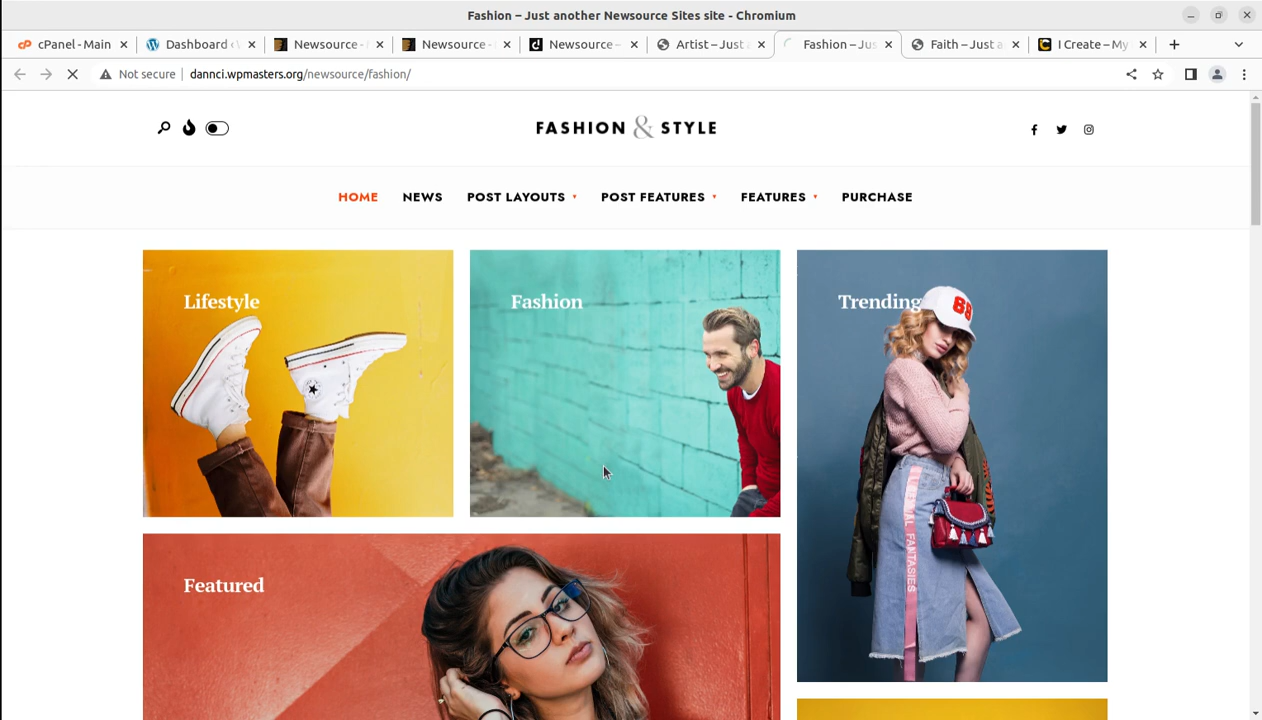 Fashion – Just another Newsource Sites site - Chromium
cPanel - Main
Dashboard ‹ W
Newsource -
Newsource -
Newsource –
Artist – Just
Fashion – Jus
Faith – Just a
I Create – My
Not secure
dannci.wpmasters.org/newsource/fashion/
FASHION & STYLE
HOME NEWS POST LAYOUTS POST FEATURES FEATURES PURCHASE
Lifestyle
Fashion
Trending
88
FANTASIES
Featured